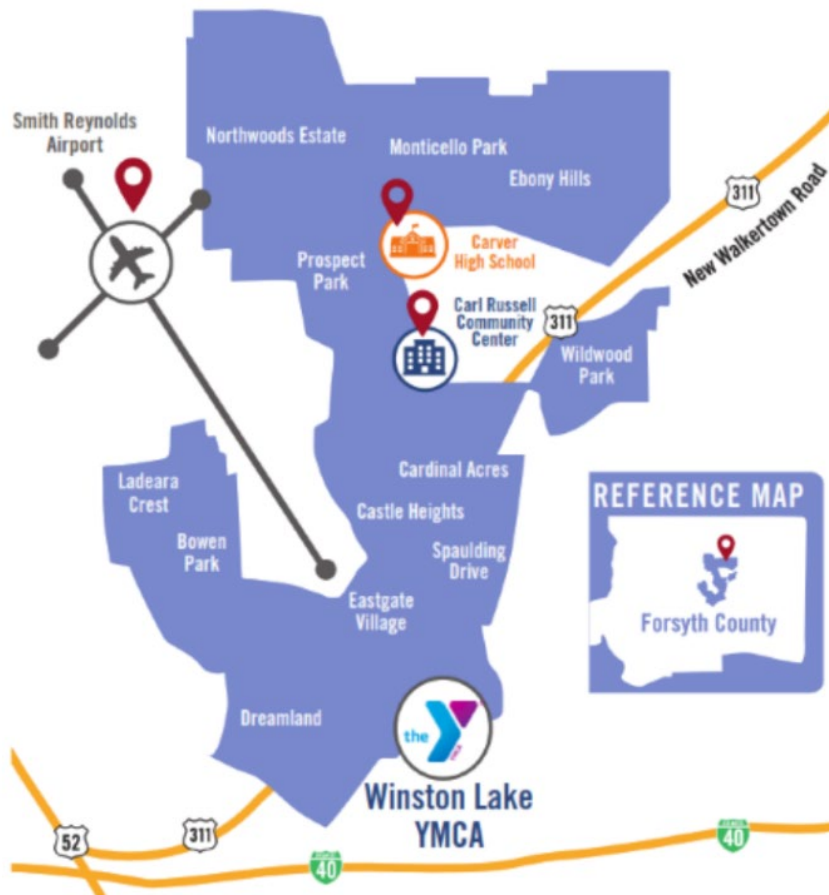 Smith Reynolds
Airport
Northwoods Estate
Monticello Park
Ebony Hills
311
New Walkertown Road
Carver
High School
Prospect
Park
Carl Russell
Community
Center
311
Wildwood
Park
Ladeara
Crest
Bowen
Park
Cardinal Acres
Castle Heights
Spaulding
Drive
Eastgate
Village
REFERENCE MAP
Forsyth County
Dreamland
the
Winston Lake
YMCA
52
311
40
40